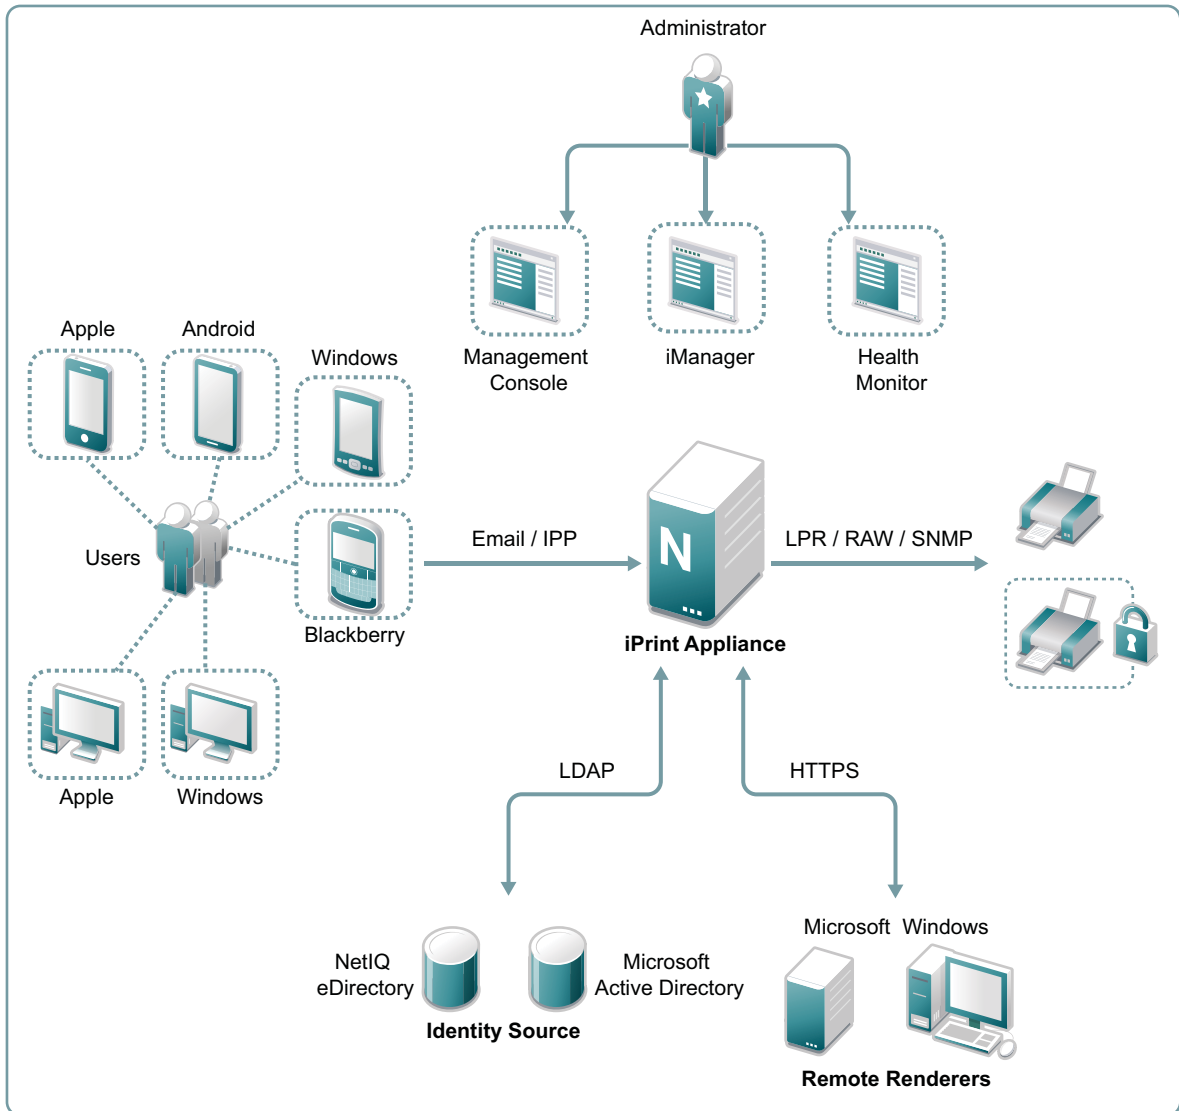 Administrator
Management
Console
iManager
Health
Monitor
Apple
Android
Windows
Users
Blackberry
Apple
Windows
Email / IPP
N
iPrint Appliance
LPR / RAW / SNMP
LDAP
HTTPS
NetIQ
eDirectory
Microsoft
Active Directory
Identity Source
Microsoft Windows
Remote Renderers